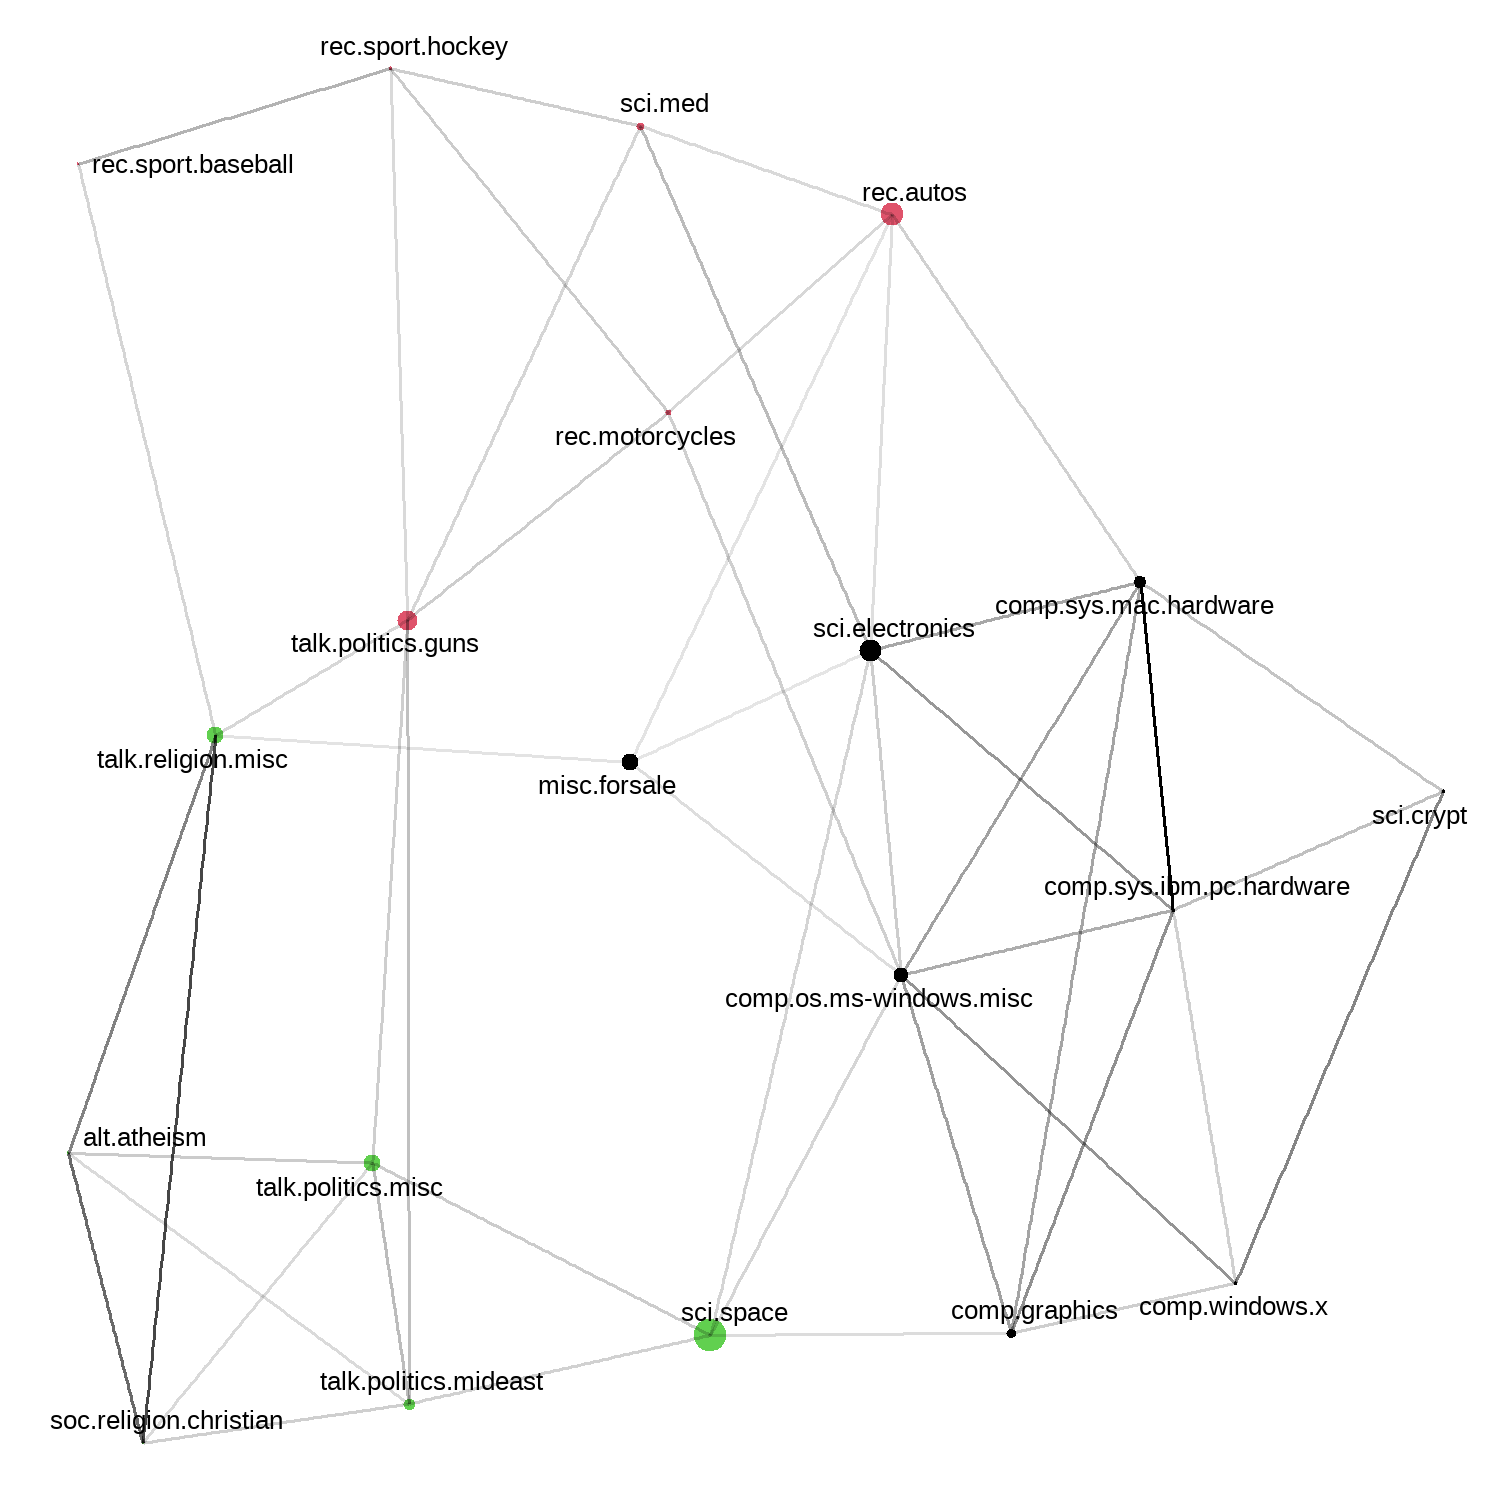 rec.sport.hockey
sci.med
rec.sport.baseball
rec.autos
rec.motorcycles
comp.sys.mac.hardware
sci.electronics
talk.politics.guns
talk.religion.misc
misc.forsale
sci.crypt
comp.sys.ibm.pc.hardware
comp.os.ms-windows.misc
alt.atheism
talk.politics.misc
sci.space
comp.graphics
comp.windows.x
talk.politics.mideast
soc.religion.christian